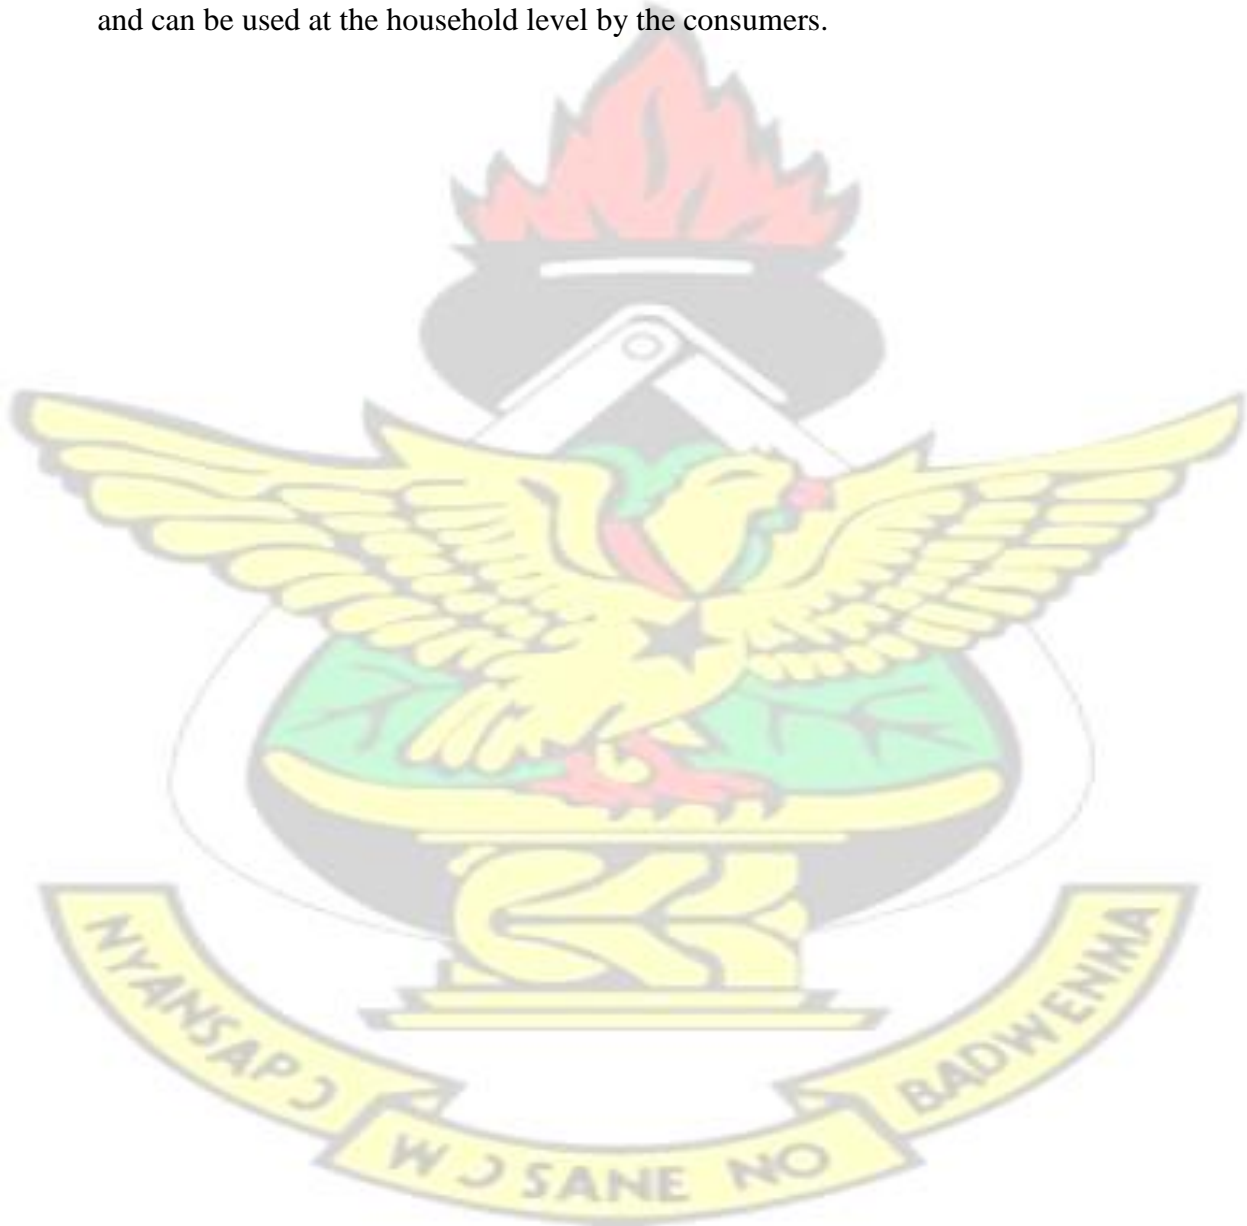 and can be used at the household level by the consumers.
NYANSAPƆ
WƆ SANE NO
BADWENMA